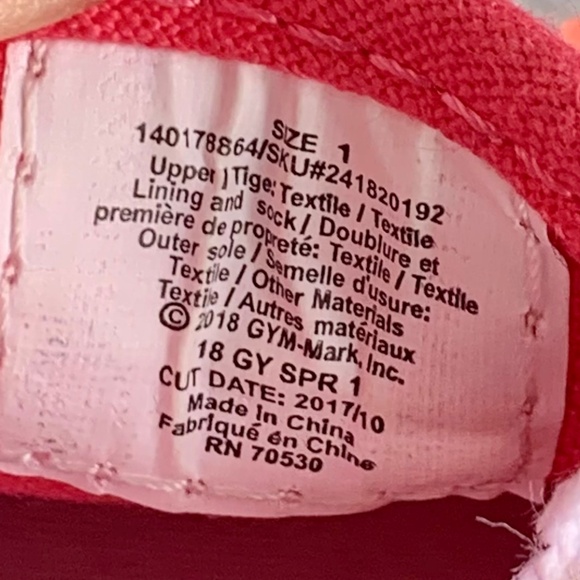 SIZE 1
140178864/SKU#241820192
Upper / Tige: Textile / Textile
Lining and sock / Doublure et
première de propreté: Textile / Textile
Outer sole / Semelle d'usure:
Textile / Other Materials
Textile / Autres matériaux
© 2018 GYM-Mark, Inc.
18 GY SPR 1
CUT DATE: 2017/10
Made in China
Fabriqué en Chine
RN 70530